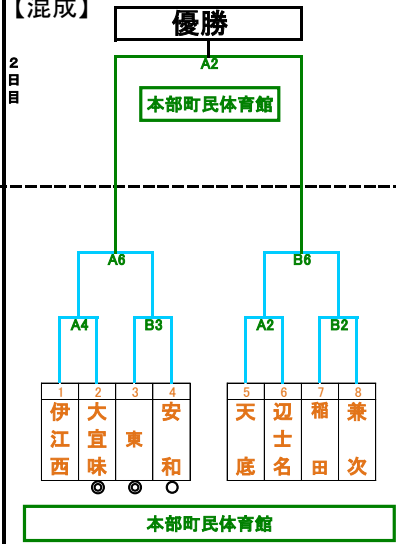 【混成】
優勝
2日目
A2
本部町民体育館
A6 B6
A4 B3 A2 B2
1 2 3 4 5 6 7 8
伊江西 大宜味 東 安和 天底 辺士名 稲田 兼次
◎ ◎ ○
本部町民体育館